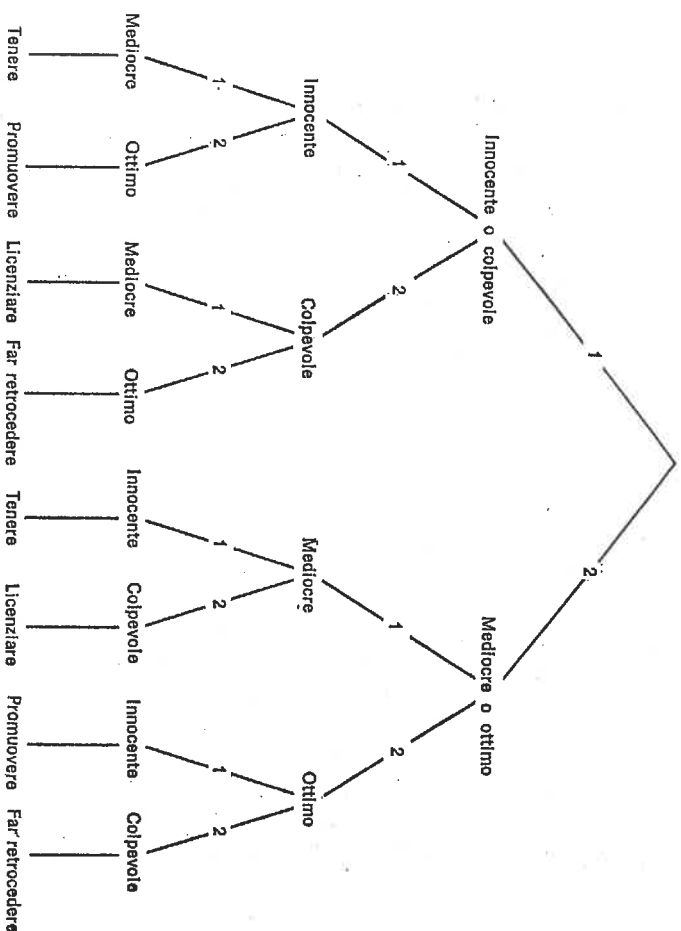 1 2
Innocente o colpevole Mediocre o ottimo
1 2 1 2
Innocente Colpevole Mediocre Ottimo
1 2 1 2 1 2 1 2
Mediocre Ottimo Mediocre Ottimo Innocente Colpevole Innocente Colpevole
Tenere Promuovere Licenziare Far retrocedere Tenere Licenziare Promuovere Far retrocedere